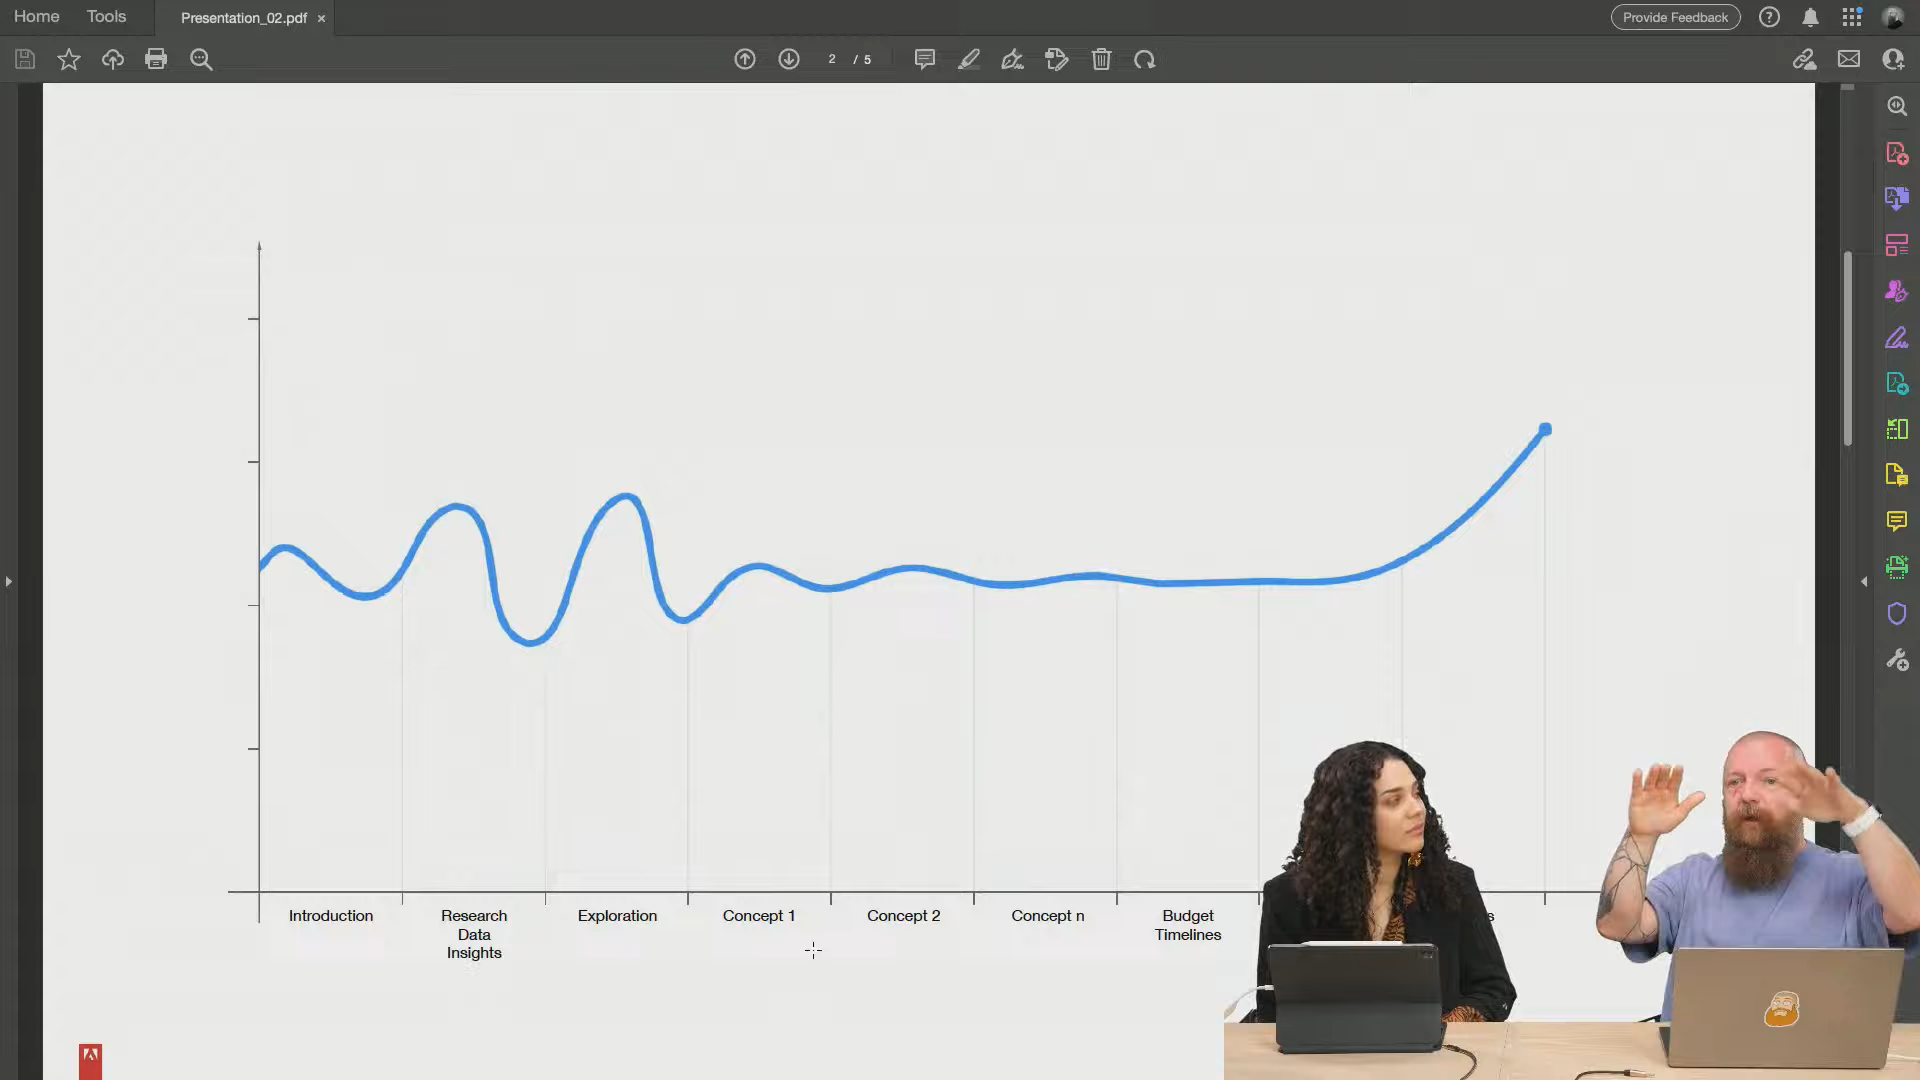 Home
Tools
Presentation_02.pdf
Provide Feedback
2 / 5
Introduction
Research
Data
Insights
Exploration
Concept 1
Concept 2
Concept n
Budget
Timelines